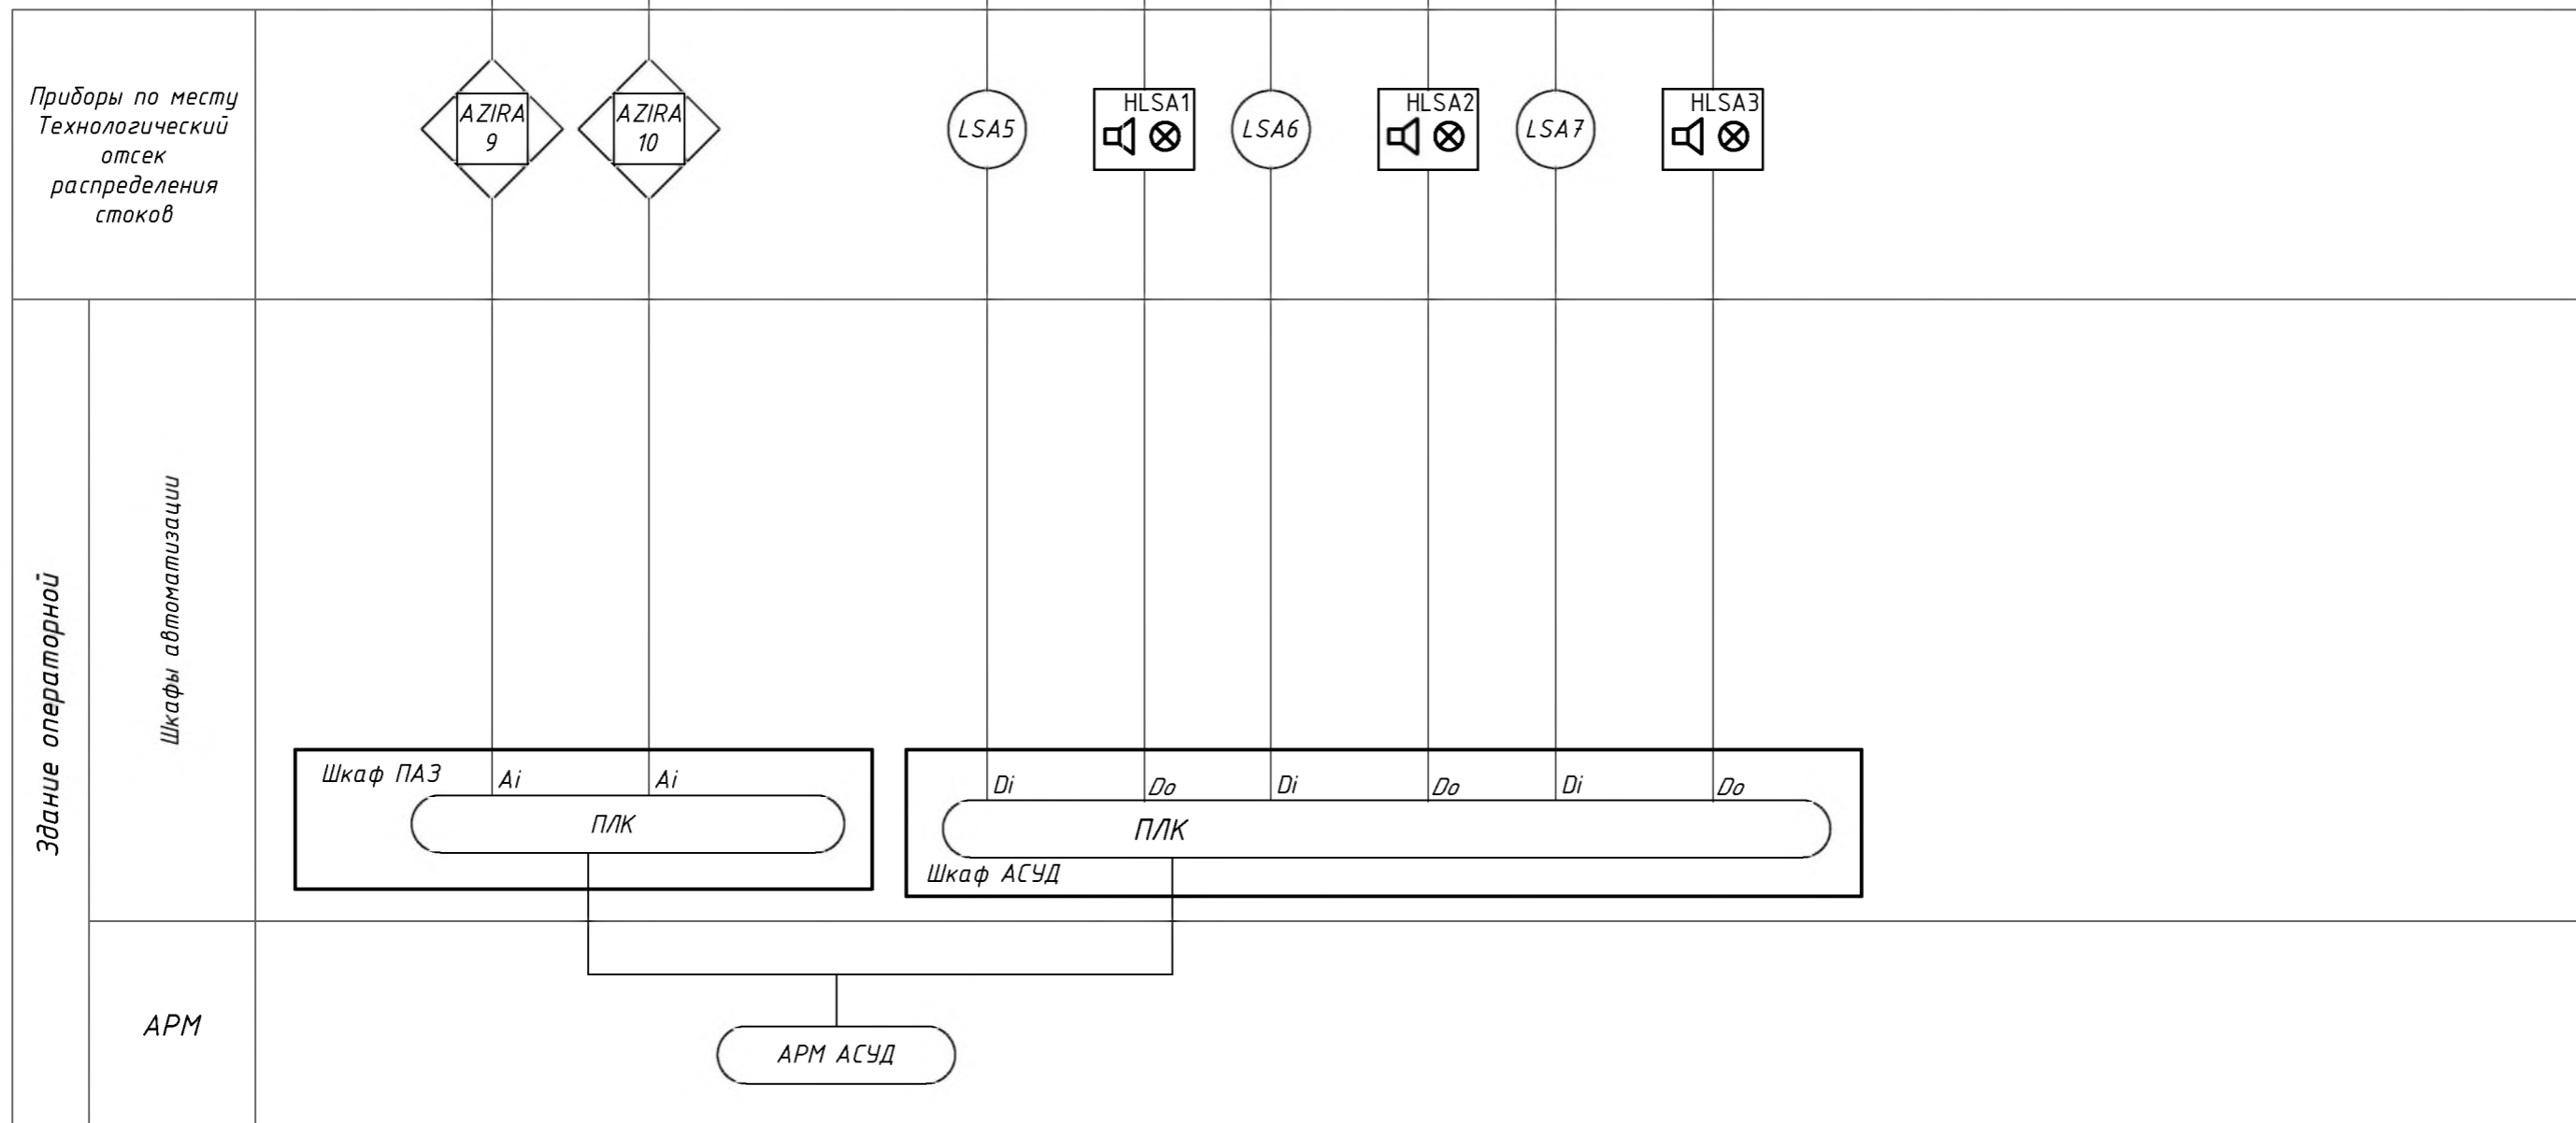 Приборы по месту
Технологический
отсек
распределения
стоков
AZIRA
9
AZIRA
10
LSA5
HLSA1
LSA6
HLSA2
LSA7
HLSA3
Здание операторной
Шкафы автоматизации
Шкаф ПАЗ
Ai
Ai
ПЛК
Di
Do
Di
Do
Di
Do
ПЛК
Шкаф АСУД
АРМ
АРМ АСУД